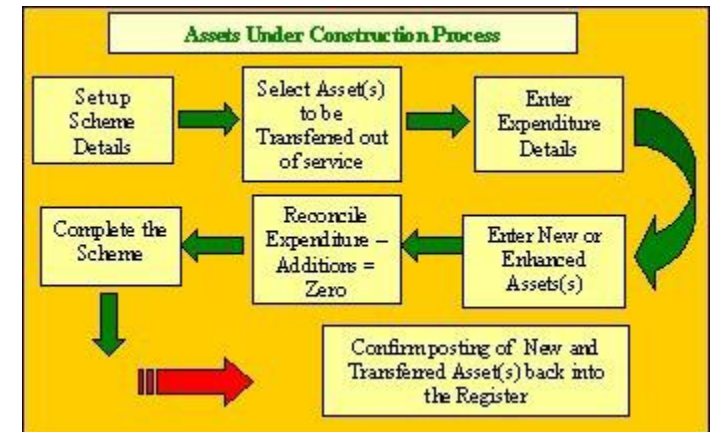 Assets Under Construction Process
Setup
Scheme
Details
Select Asset(s)
to be
Transferred out
of service
Enter
Expenditure
Details
Enter New or
Enhanced
Assets(s)
Reconcile
Expenditure –
Additions =
Zero
Complete the
Scheme
Confirm posting of New and
Transferred Asset(s) back into
the Register